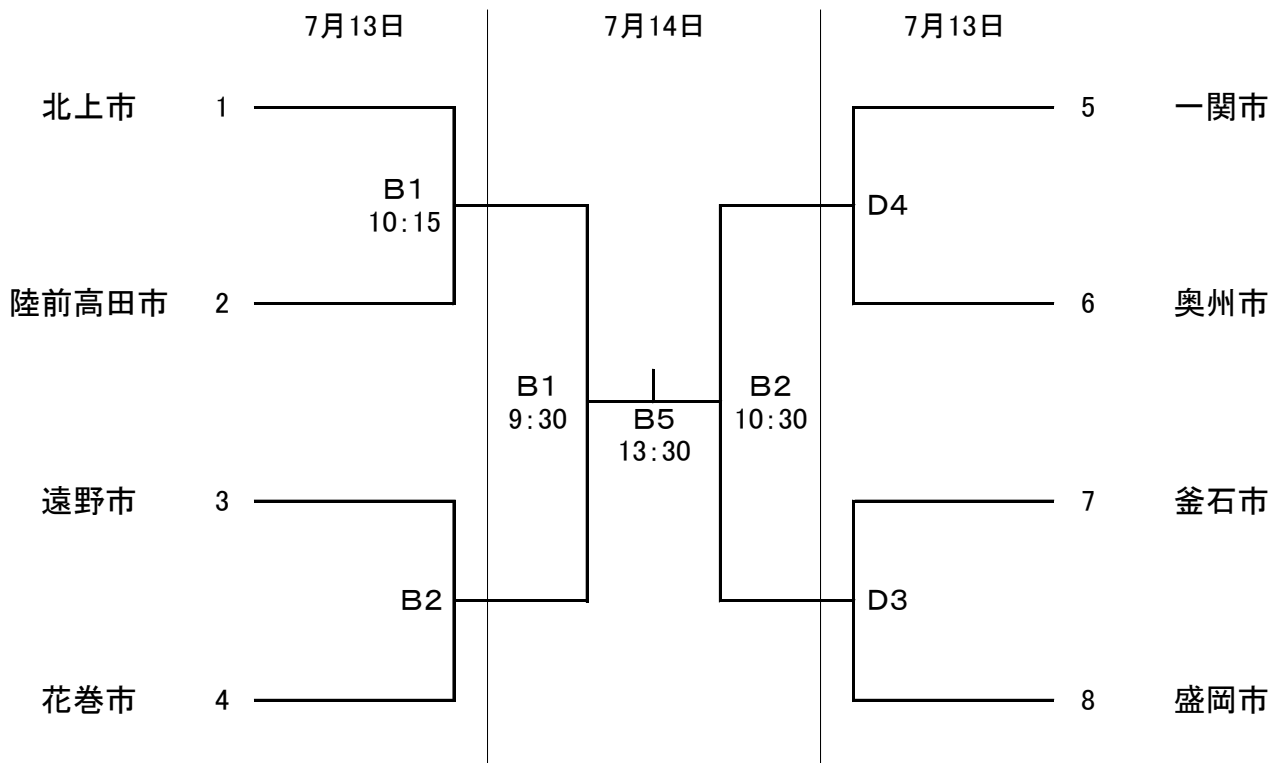 7月13日 7月14日 7月13日
北上市 1 5 一関市
B1
10:15
D4
陸前高田市 2 6 奥州市
B1
9:30
B5
13:30
B2
10:30
遠野市 3 7 釜石市
B2 D3
花巻市 4 8 盛岡市